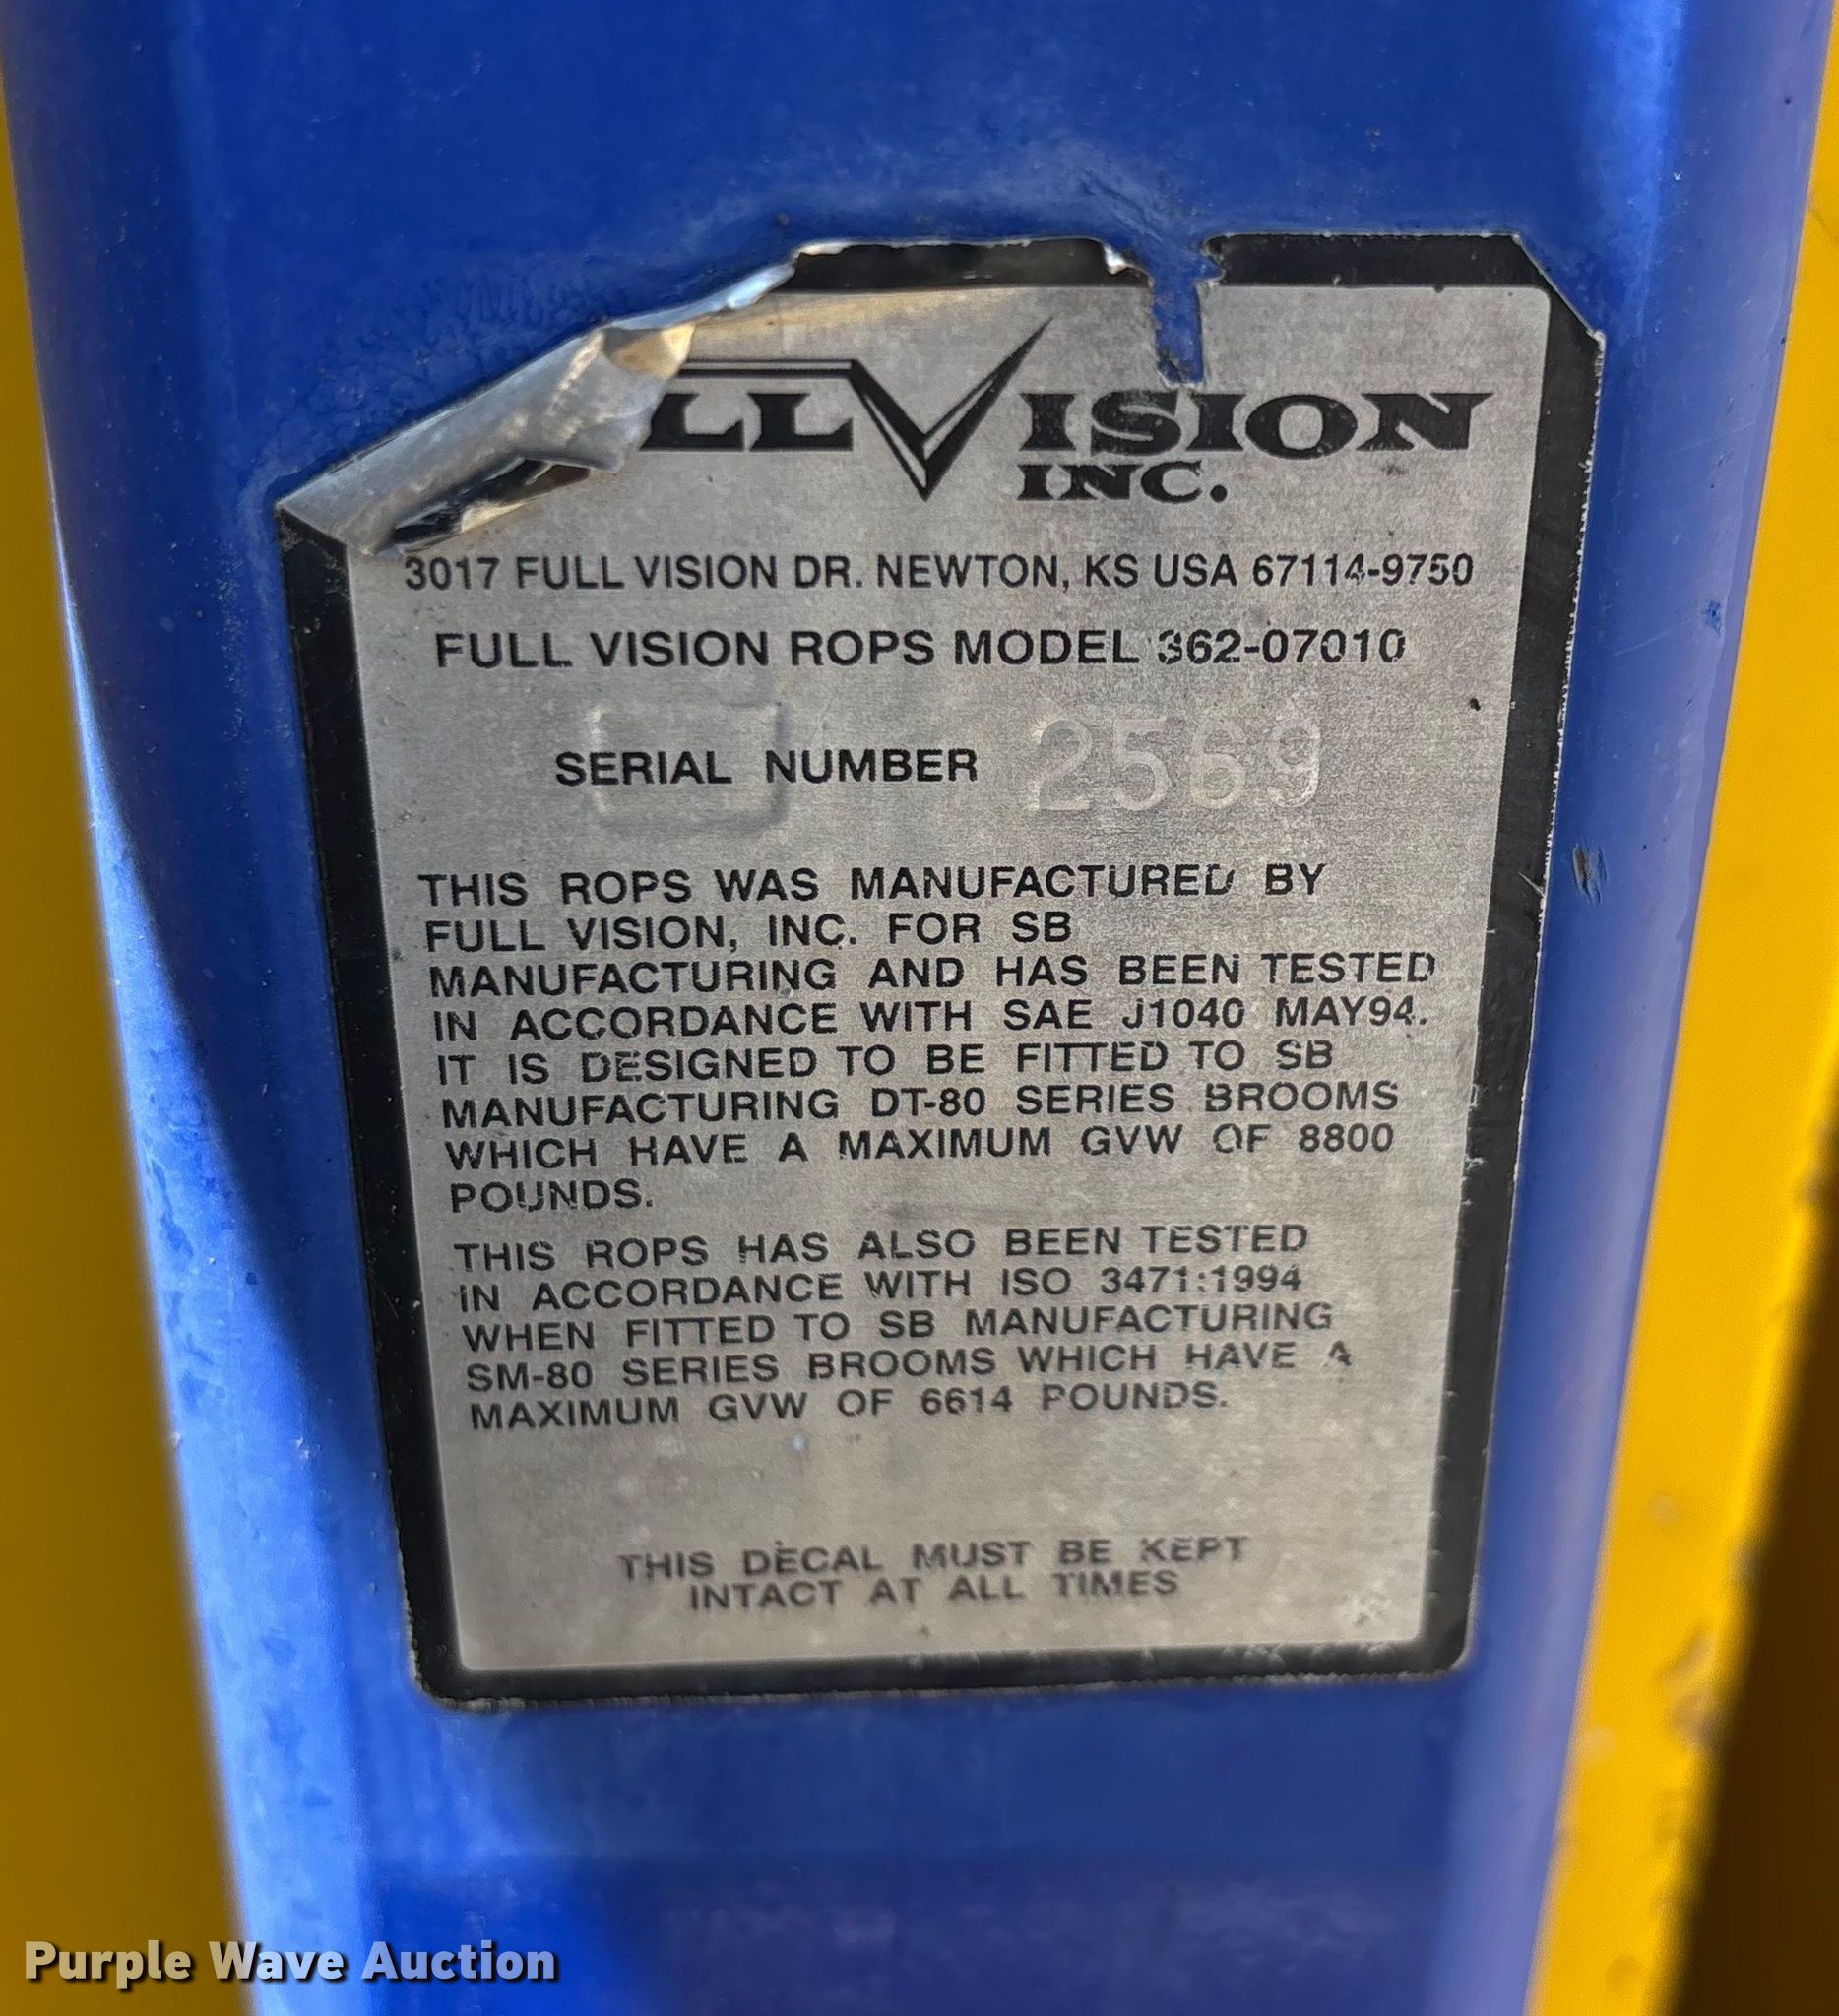 LLVISION
INC.
3017 FULL VISION DR. NEWTON, KS USA 67114-9750
FULL VISION ROPS MODEL 362-07010
SERIAL NUMBER 2569
THIS ROPS WAS MANUFACTURED BY
FULL VISION, INC. FOR SB
MANUFACTURING AND HAS BEEN TESTED
IN ACCORDANCE WITH SAE J1040 MAY94.
IT IS DESIGNED TO BE FITTED TO SB
MANUFACTURING DT-80 SERIES BROOMS
WHICH HAVE A MAXIMUM GVW OF 8800
POUNDS.
THIS ROPS HAS ALSO BEEN TESTED
IN ACCORDANCE WITH ISO 3471:1994
WHEN FITTED TO SB MANUFACTURING
SM-80 SERIES BROOMS WHICH HAVE A
MAXIMUM GVW OF 6614 POUNDS.
THIS DECAL MUST BE KEPT
INTACT AT ALL TIMES
Purple Wave Auction